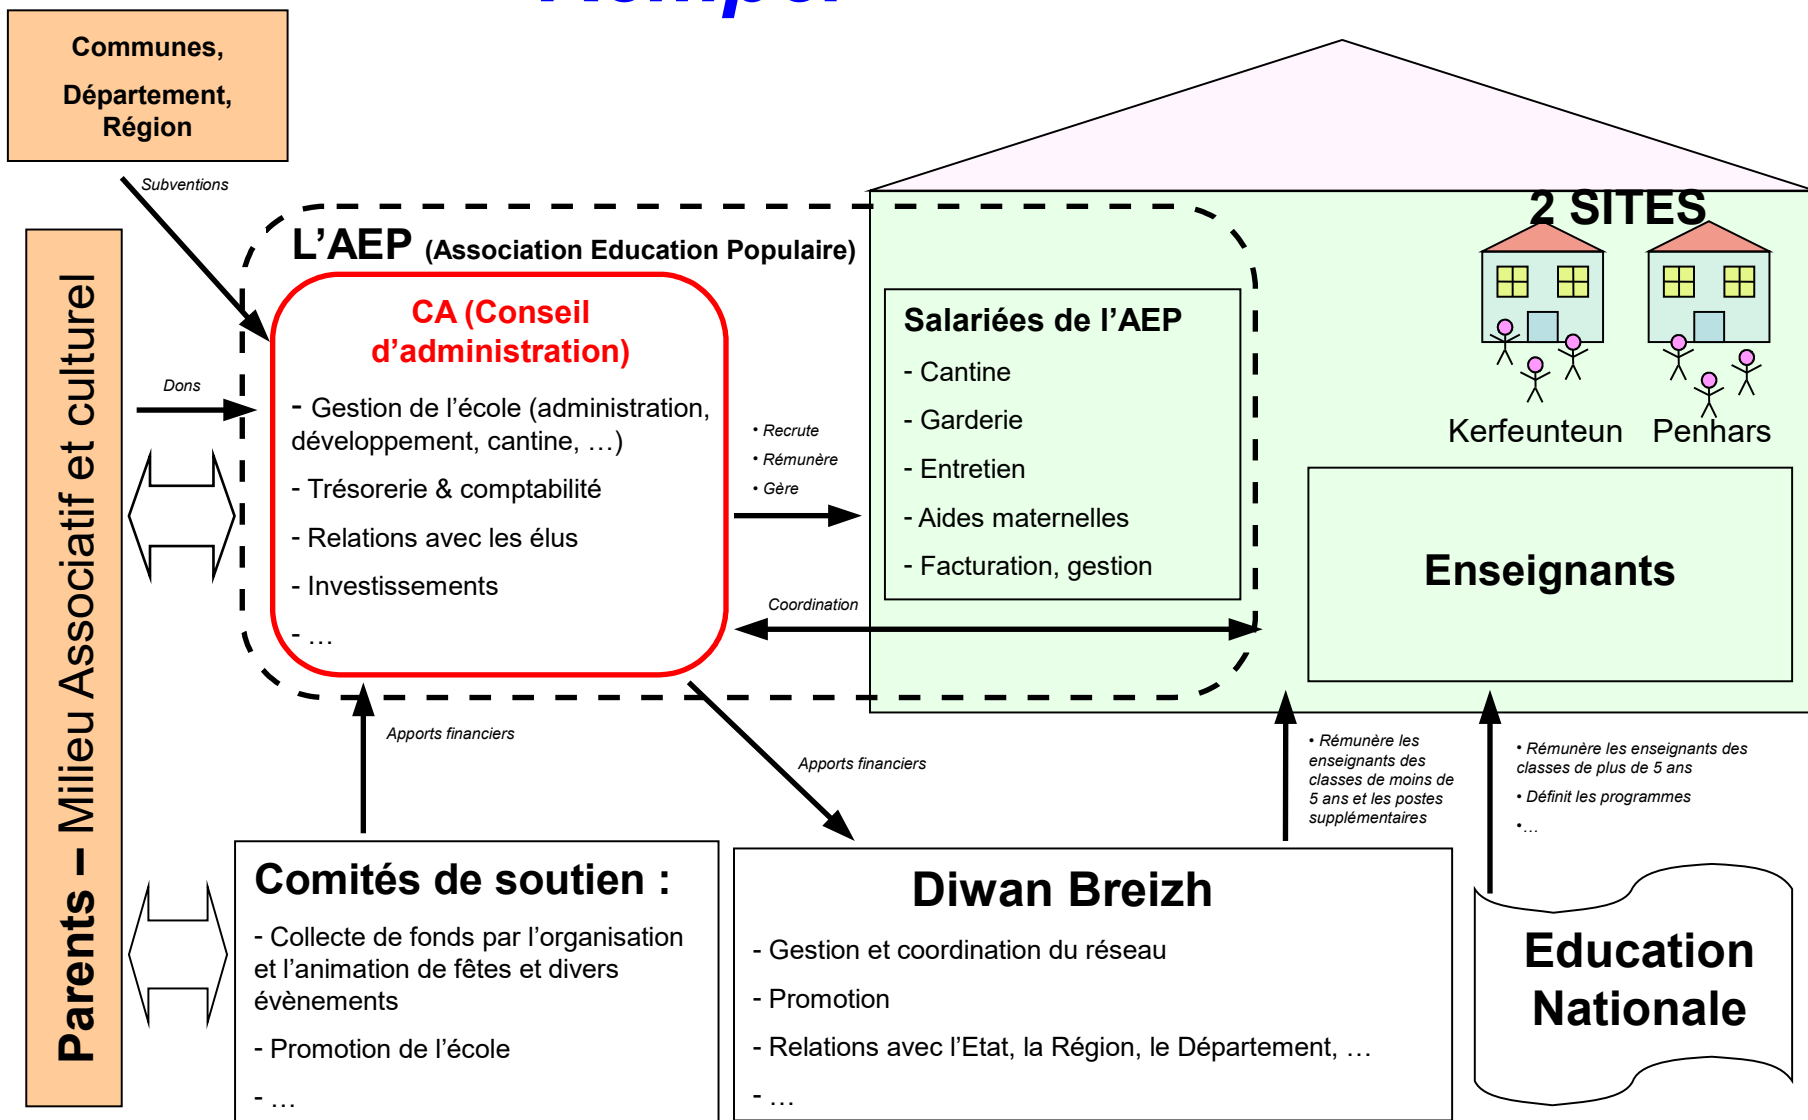 Communes,
Département,
Région
Subventions
Parents – Milieu Associatif et culturel
Dons
L'AEP (Association Education Populaire)
CA (Conseil
d'administration)
- Gestion de l'école (administration,
développement, cantine, …)
- Trésorerie & comptabilité
- Relations avec les élus
- Investissements
- …
• Recrute
• Rémunère
• Gère
Coordination
Salariées de l'AEP
- Cantine
- Garderie
- Entretien
- Aides maternelles
- Facturation, gestion
2 SITES
Kerfeunteun Penhars
Enseignants
Apports financiers
Apports financiers
• Rémunère les
enseignants des
classes de moins de
5 ans et les postes
supplémentaires
• Rémunère les enseignants des
classes de plus de 5 ans
• Définit les programmes
•…
Comités de soutien :
- Collecte de fonds par l'organisation
et l'animation de fêtes et divers
évènements
- Promotion de l'école
- …
Diwan Breizh
- Gestion et coordination du réseau
- Promotion
- Relations avec l'Etat, la Région, le Département, …
- …
Education
Nationale